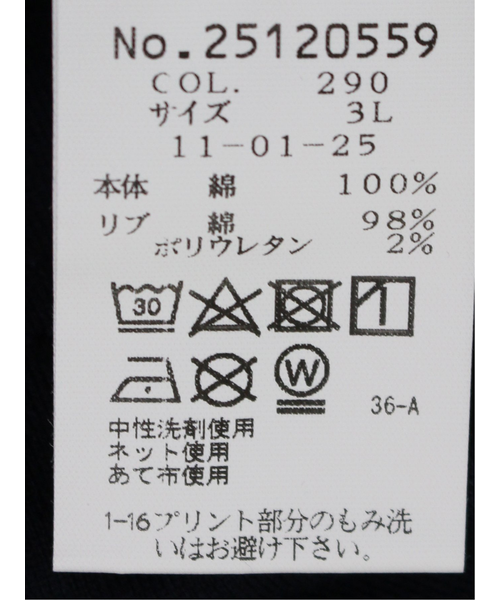 No.25120559
COL. 290
サイズ 3L
11-01-25
本体 綿 100%
リブ 綿 98%
ポリウレタン 2%
30
W
36-A
中性洗剤使用
ネット使用
あて布使用
1-16プリント部分のもみ洗
いはお避け下さい。